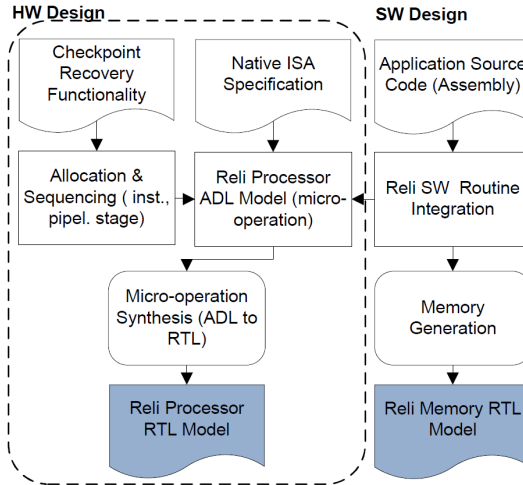 HW Design
SW Design
Checkpoint
Recovery
Functionality
Native ISA
Specification
Application Source
Code (Assembly)
Allocation &
Sequencing ( inst.,
pipel. stage)
Reli Processor
ADL Model (micro-
operation)
Reli SW Routine
Integration
Micro-operation
Synthesis (ADL to
RTL)
Memory
Generation
Reli Processor
RTL Model
Reli Memory RTL
Model